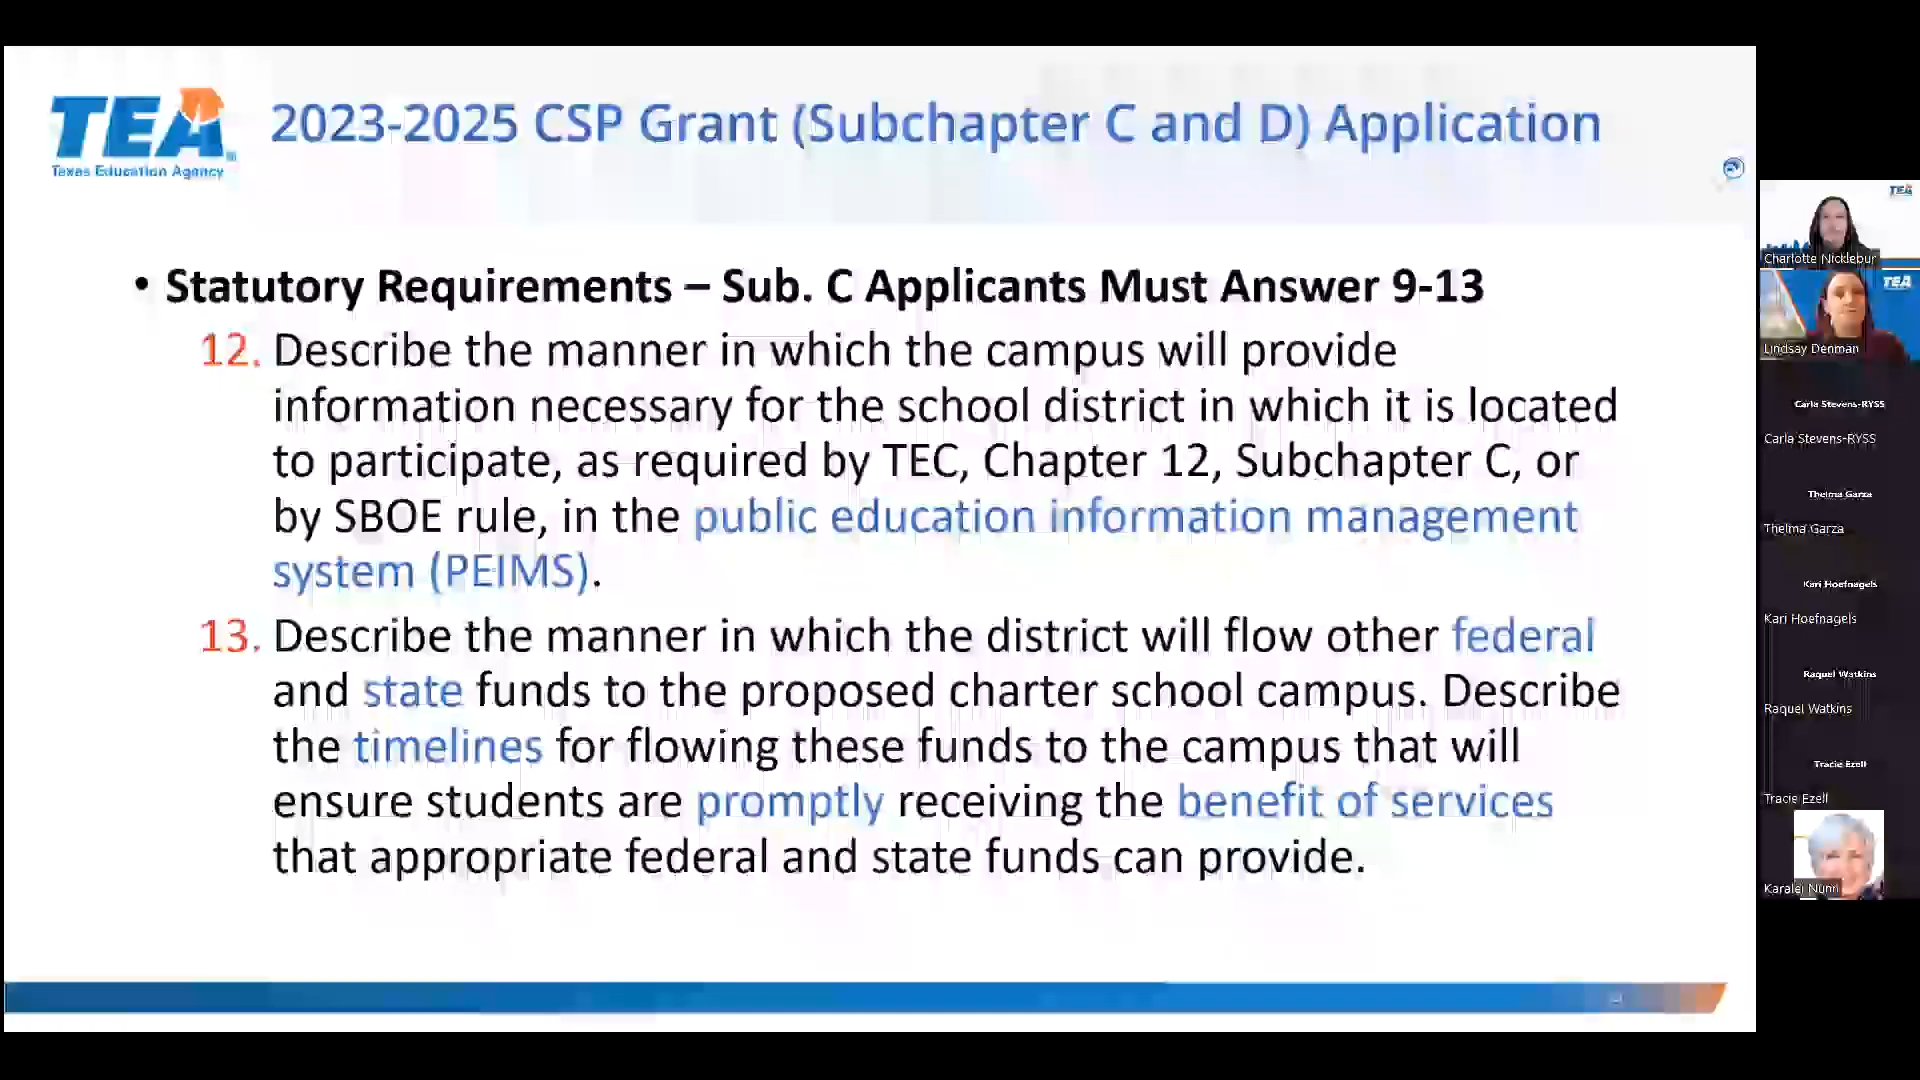 TEA
Texas Education Agency
2023-2025 CSP Grant (Subchapter C and D) Application
• Statutory Requirements – Sub. C Applicants Must Answer 9-13
12. Describe the manner in which the campus will provide
information necessary for the school district in which it is located
to participate, as required by TEC, Chapter 12, Subchapter C, or
by SBOE rule, in the public education information management
system (PEIMS).
13. Describe the manner in which the district will flow other federal
and state funds to the proposed charter school campus. Describe
the timelines for flowing these funds to the campus that will
ensure students are promptly receiving the benefit of services
that appropriate federal and state funds can provide.
TEA
Charlotte Nicklebur
TEA
Lindsay Denman
Carla Stevens-RYSS
Carla Stevens-RYSS
Thelma Garza
Thelma Garza
Kari Hoefnagels
Kari Hoefnagels
Raquel Watkins
Raquel Watkins
Tracie Ezell
Tracie Ezell
Karalei Nunn